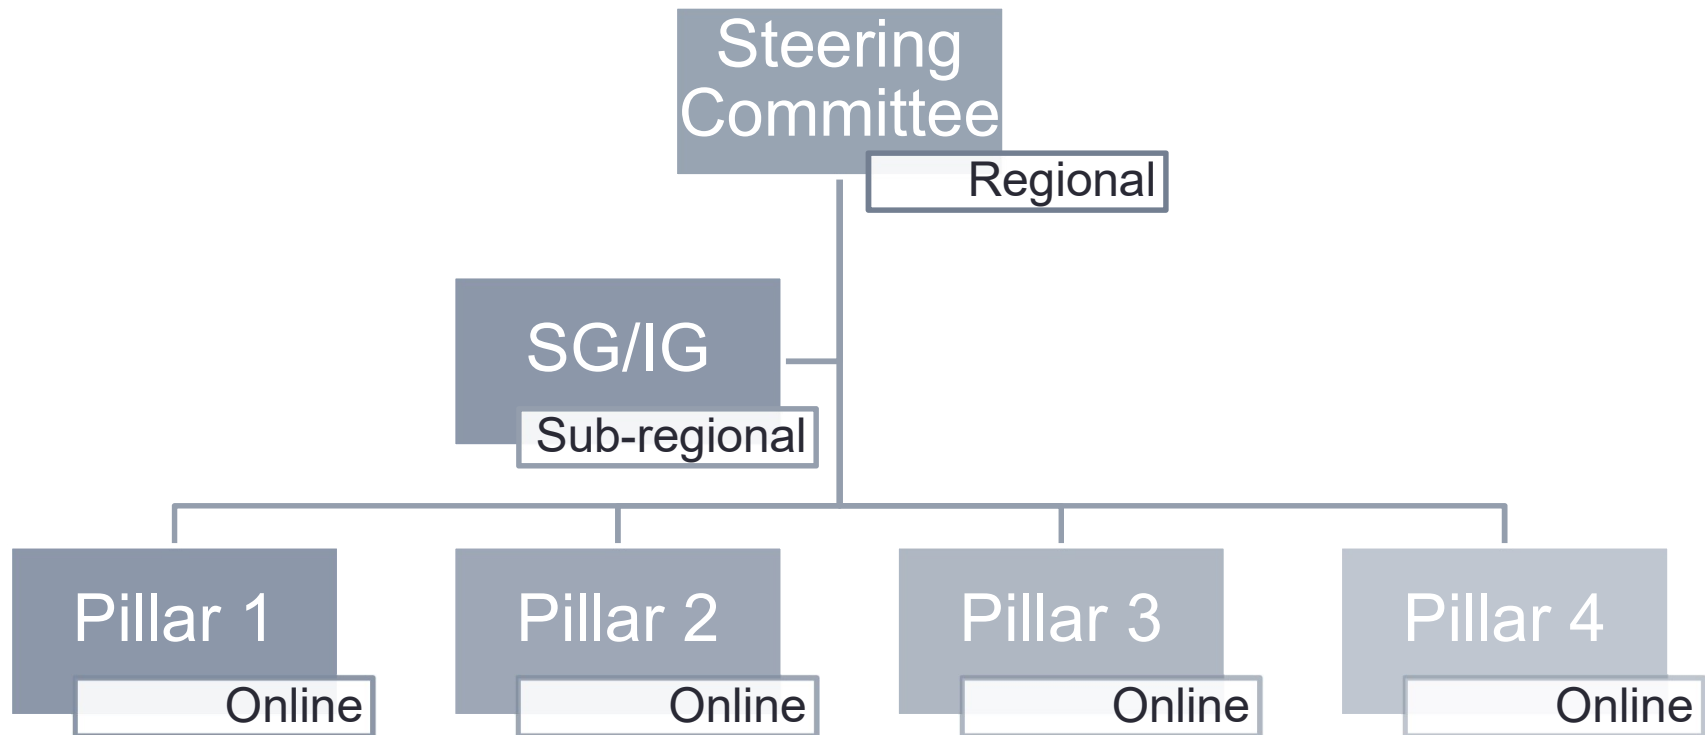 Steering
Committee
Regional
SG/IG
Sub-regional
Pillar 1
Online
Pillar 2
Online
Pillar 3
Online
Pillar 4
Online